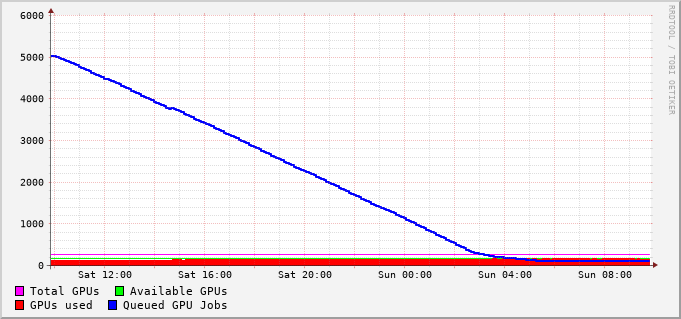 6000
5000
4000
3000
2000
1000
0
Sat 12:00 Sat 16:00 Sat 20:00 Sun 00:00 Sun 04:00 Sun 08:00
Total GPUs Available GPUs
GPUs used Queued GPU Jobs
RRDTOOL / TOBI OETIKER